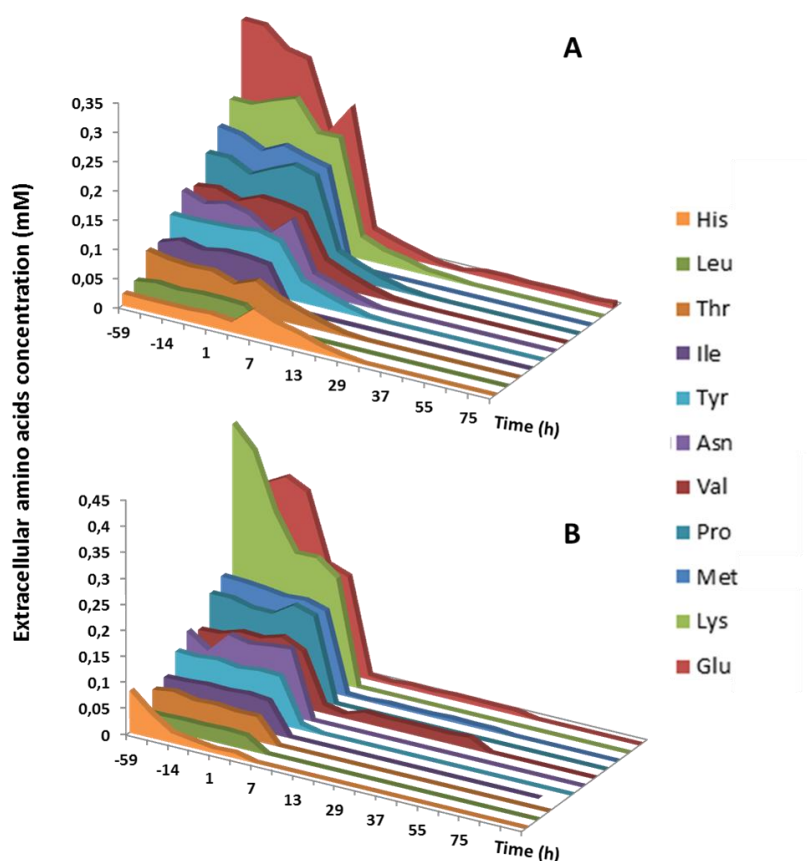 A
Extracellular amino acids concentration (mM)
0,35
0,3
0,25
0,2
0,15
0,1
0,05
0
-59
-14
1
7
13
29
37
55
75
Time (h)
His
Leu
Thr
Ile
Tyr
Asn
Val
Pro
Met
Lys
Glu
B
0,45
0,4
0,35
0,3
0,25
0,2
0,15
0,1
0,05
0
-59
-14
1
7
13
29
37
55
75
Time (h)